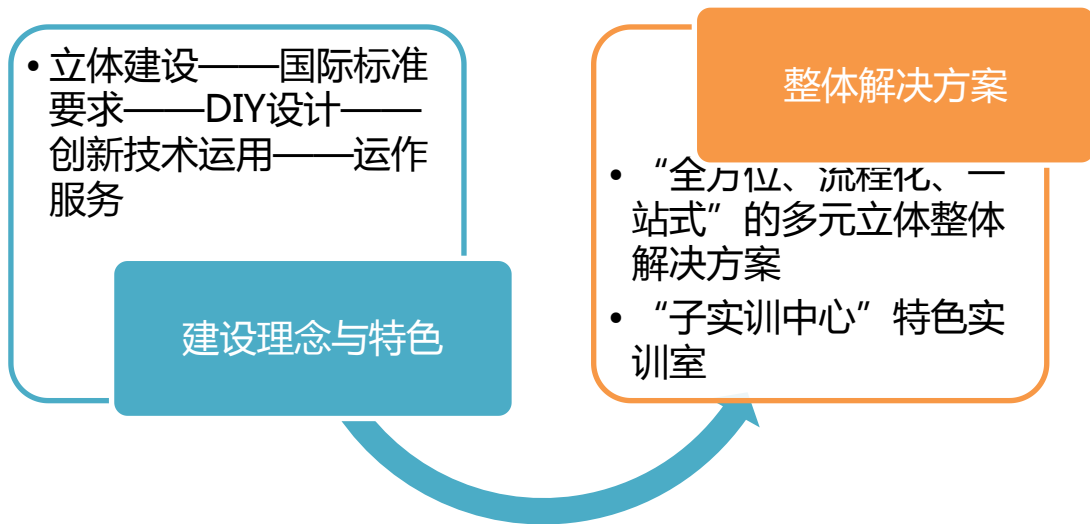 • 立体建设——国际标准
要求——DIY设计——
创新技术运用——运作
服务
建设理念与特色
整体解决方案
• “全方位、流程化、一
站式”的多元立体整体
解决方案
• “子实训中心”特色实
训室